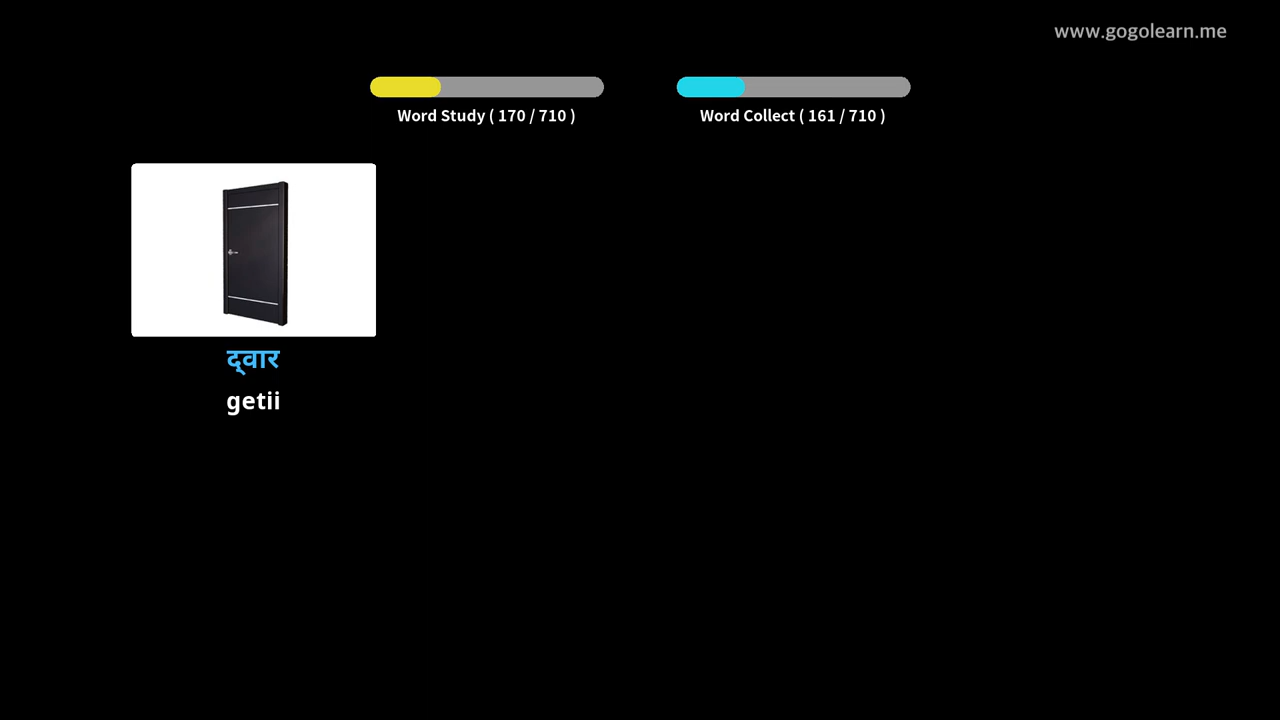 www.gogolearn.me
Word Study ( 170 / 710 )
Word Collect ( 161 / 710 )
द्वार
getii